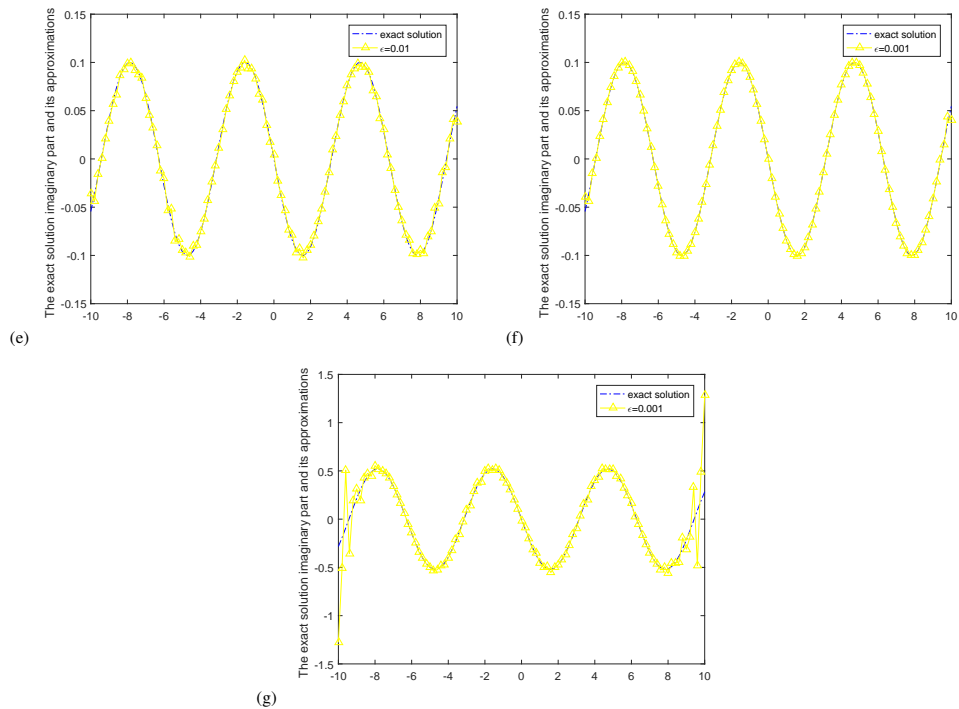 The exact solution imaginary part and its approximations
0.15
0.1
0.05
0
-0.05
-0.1
-0.15
-10 -8 -6 -4 -2 0 2 4 6 8 10
exact solution
ϵ=0.01
(e)
The exact solution imaginary part and its approximations
0.15
0.1
0.05
0
-0.05
-0.1
-0.15
-10 -8 -6 -4 -2 0 2 4 6 8 10
exact solution
ϵ=0.001
(f)
The exact solution imaginary part and its approximations
1.5
1
0.5
0
-0.5
-1
-1.5
-10 -8 -6 -4 -2 0 2 4 6 8 10
exact solution
ϵ=0.001
(g)